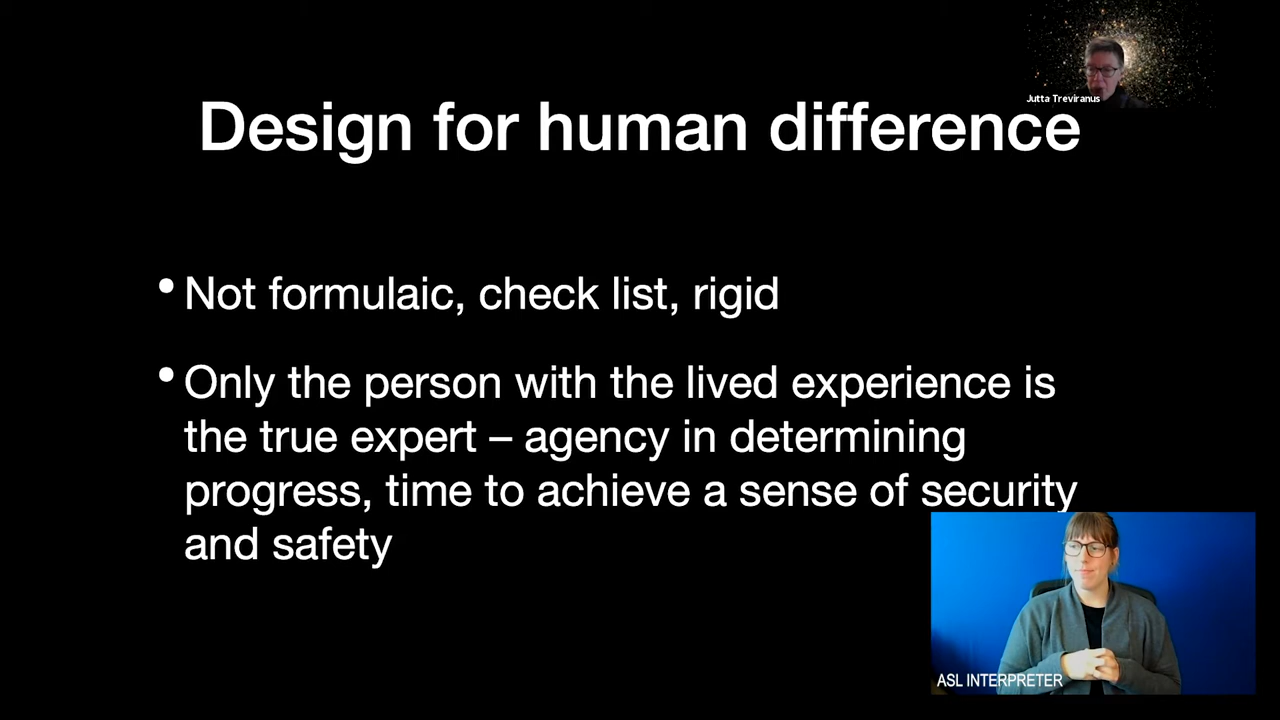 Jutta Treviranus
Design for human difference
• Not formulaic, check list, rigid
• Only the person with the lived experience is
the true expert – agency in determining
progress, time to achieve a sense of security
and safety
ASL INTERPRETER